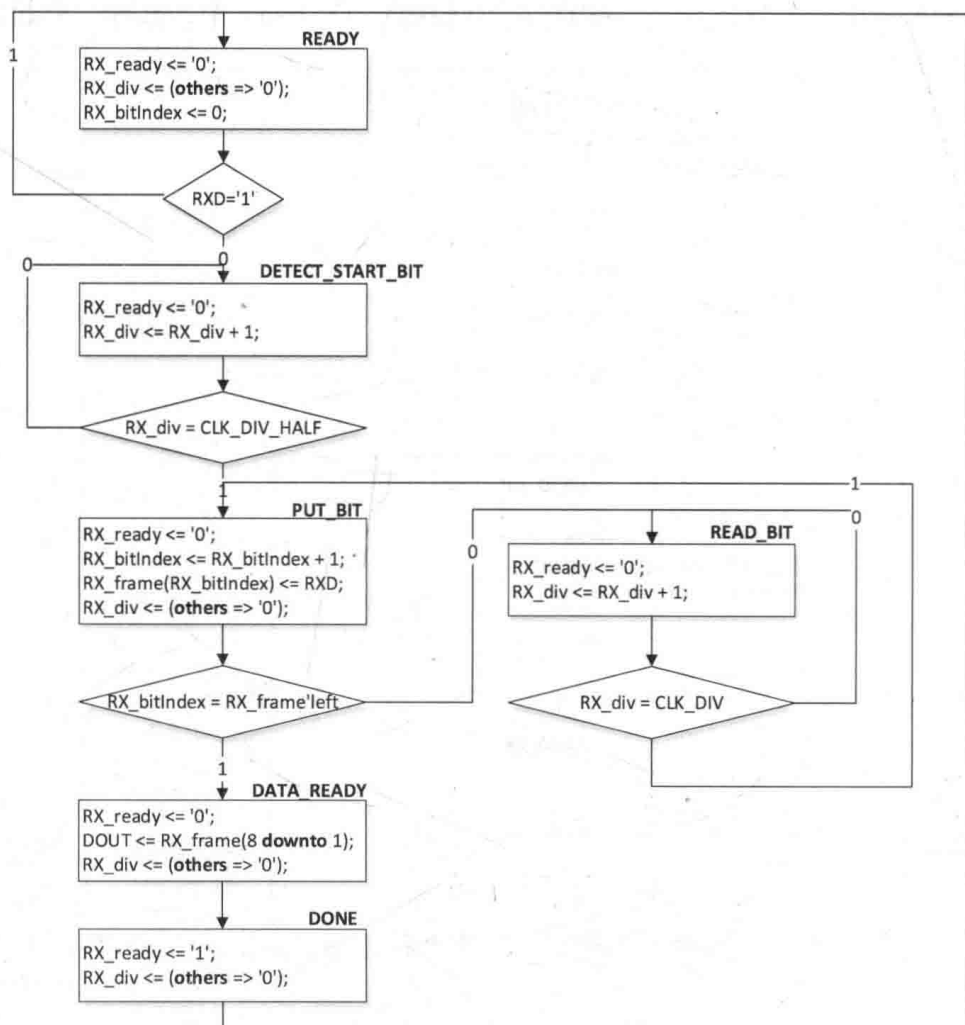 READY
1
RX_ready <= '0';
RX_div <= (others => '0');
RX_bitIndex <= 0;
RXD='1'
0
0
DETECT_START_BIT
RX_ready <= '0';
RX_div <= RX_div + 1;
RX_div = CLK_DIV_HALF
1
1
PUT_BIT
0
0
READ_BIT
RX_ready <= '0';
RX_bitIndex <= RX_bitIndex + 1;
RX_frame(RX_bitIndex) <= RXD;
RX_div <= (others => '0');
RX_ready <= '0';
RX_div <= RX_div + 1;
RX_bitIndex = RX_frame'left
RX_div = CLK_DIV
1
DATA_READY
RX_ready <= '0';
DOUT <= RX_frame(8 downto 1);
RX_div <= (others => '0');
DONE
RX_ready <= '1';
RX_div <= (others => '0');